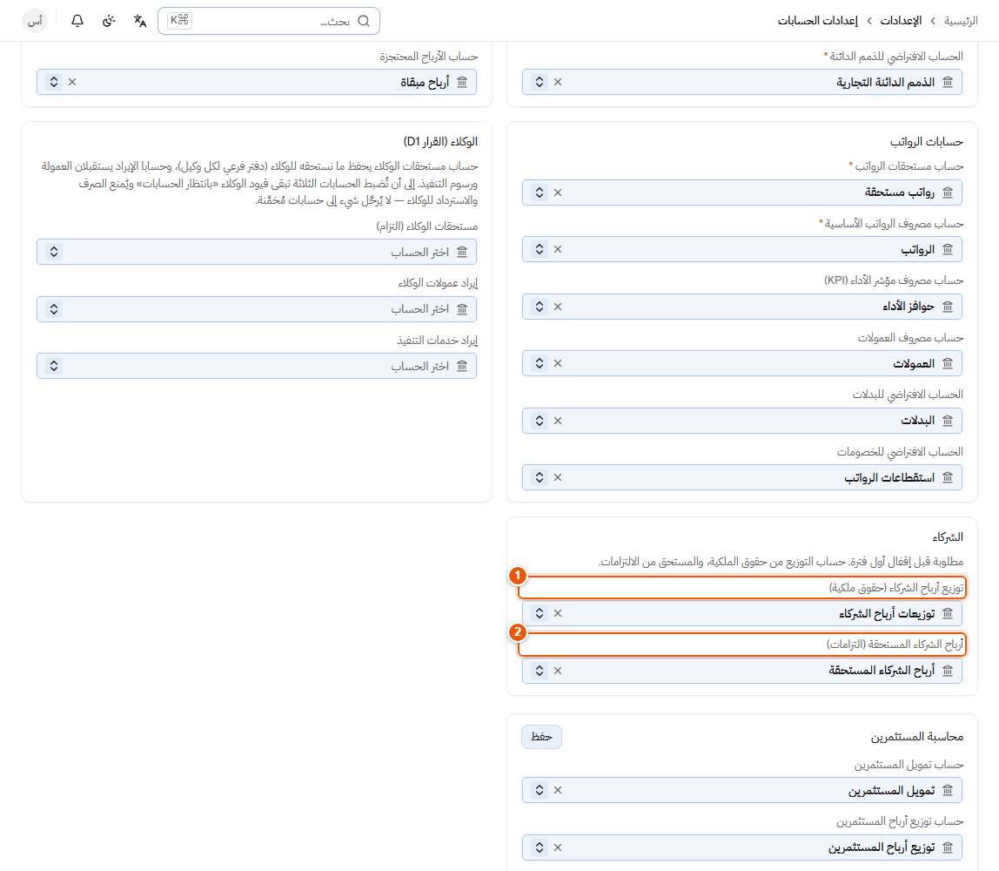 الرئيسية
الإعدادات
إعدادات الحسابات
بحث...
⌘K
أس
الحساب الافتراضي للذمم الدائنة *
الذمم الدائنة التجارية
حساب الأرباح المحتجزة
أرباح مبقاة
حسابات الرواتب
حساب مستحقات الرواتب *
رواتب مستحقة
حساب مصروف الرواتب الأساسية *
الرواتب
حساب مصروف مؤشر الأداء (KPI)
حوافز الأداء
حساب مصروف العمولات
العمولات
الحساب الافتراضي للبدلات
البدلات
الحساب الافتراضي للخصومات
استقطاعات الرواتب
الوكلاء (القرار D1)
حساب مستحقات الوكلاء يحفظ ما نستحقه للوكلاء (دفتر فرعي لكل وكيل)، وحسابا الإيراد يستقبلان العمولة
ورسوم التنفيذ. إلى أن تُضبط الحسابات الثلاثة تبقى قيود الوكلاء «بانتظار الحسابات» ويُمنع الصرف
والاسترداد للوكلاء — لا يُرحَّل شيء إلى حسابات مُخمَّنة.
مستحقات الوكلاء (التزام)
اختر الحساب
إيراد عمولات الوكلاء
اختر الحساب
إيراد خدمات التنفيذ
اختر الحساب
الشركاء
مطلوبة قبل إقفال أول فترة. حساب التوزيع من حقوق الملكية، والمستحق من الالتزامات.
1
توزيع أرباح الشركاء (حقوق ملكية)
توزيعات أرباح الشركاء
2
أرباح الشركاء المستحقة (التزامات)
أرباح الشركاء المستحقة
محاسبة المستثمرين
حفظ
حساب تمويل المستثمرين
تمويل المستثمرين
حساب توزيع أرباح المستثمرين
توزيع أرباح المستثمرين